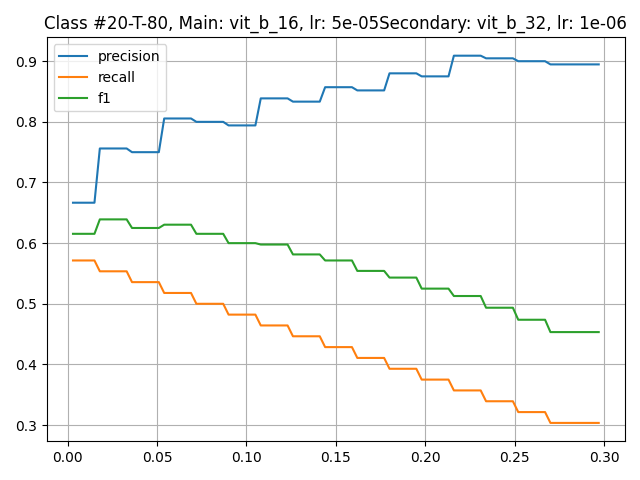 Class #20-T-80, Main: vit_b_16, lr: 5e-05Secondary: vit_b_32, lr: 1e-06
precision
recall
f1
0.9
0.8
0.7
0.6
0.5
0.4
0.3
0.00 0.05 0.10 0.15 0.20 0.25 0.30